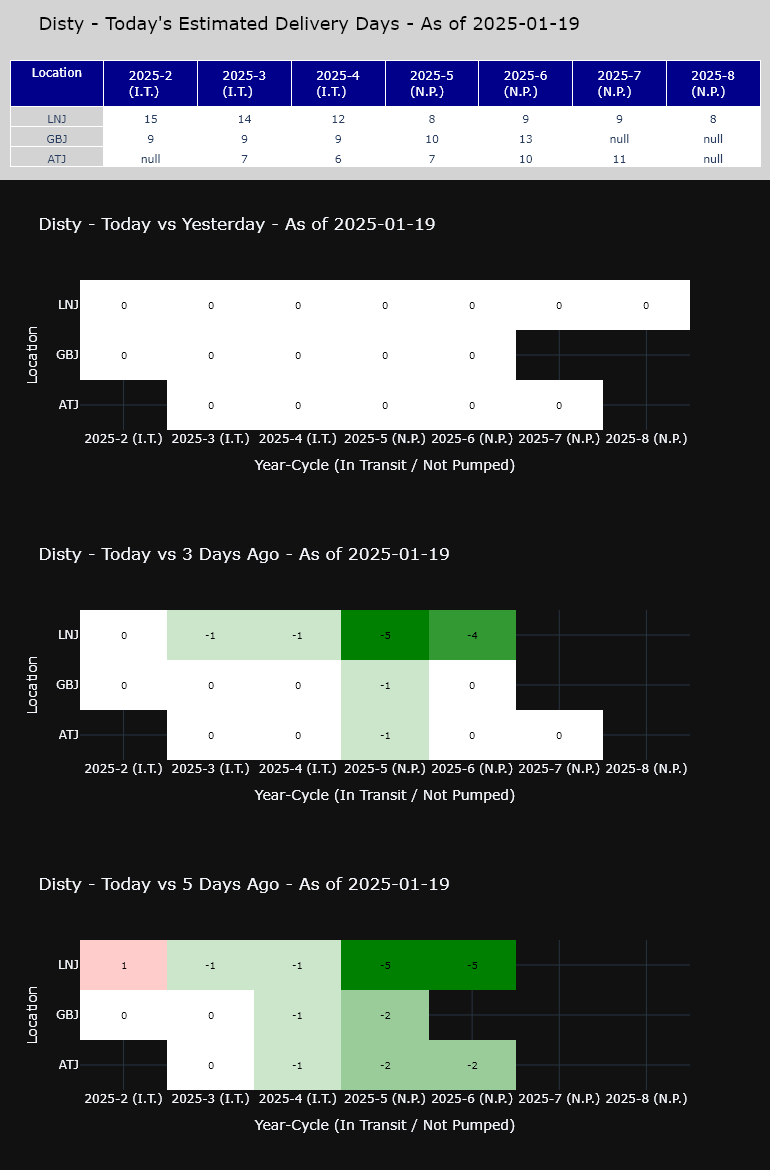 Disty - Today's Estimated Delivery Days - As of 2025-01-19
Location 2025-2 (I.T.) 2025-3 (I.T.) 2025-4 (I.T.) 2025-5 (N.P.) 2025-6 (N.P.) 2025-7 (N.P.) 2025-8 (N.P.)
LNJ 15 14 12 8 9 9 8
GBJ 9 9 9 10 13 null null
ATJ null 7 6 7 10 11 null
Disty - Today vs Yesterday - As of 2025-01-19
Location
LNJ 0 0 0 0 0 0 0
GBJ 0 0 0 0 0
ATJ 0 0 0 0 0
2025-2 (I.T.) 2025-3 (I.T.) 2025-4 (I.T.) 2025-5 (N.P.) 2025-6 (N.P.) 2025-7 (N.P.) 2025-8 (N.P.)
Year-Cycle (In Transit / Not Pumped)
Disty - Today vs 3 Days Ago - As of 2025-01-19
Location
LNJ 0 -1 -1 -5 -4
GBJ 0 0 0 -1 0
ATJ 0 0 -1 0 0
2025-2 (I.T.) 2025-3 (I.T.) 2025-4 (I.T.) 2025-5 (N.P.) 2025-6 (N.P.) 2025-7 (N.P.) 2025-8 (N.P.)
Year-Cycle (In Transit / Not Pumped)
Disty - Today vs 5 Days Ago - As of 2025-01-19
Location
LNJ 1 -1 -1 -5 -5
GBJ 0 0 -1 -2
ATJ 0 -1 -2 -2
2025-2 (I.T.) 2025-3 (I.T.) 2025-4 (I.T.) 2025-5 (N.P.) 2025-6 (N.P.) 2025-7 (N.P.) 2025-8 (N.P.)
Year-Cycle (In Transit / Not Pumped)